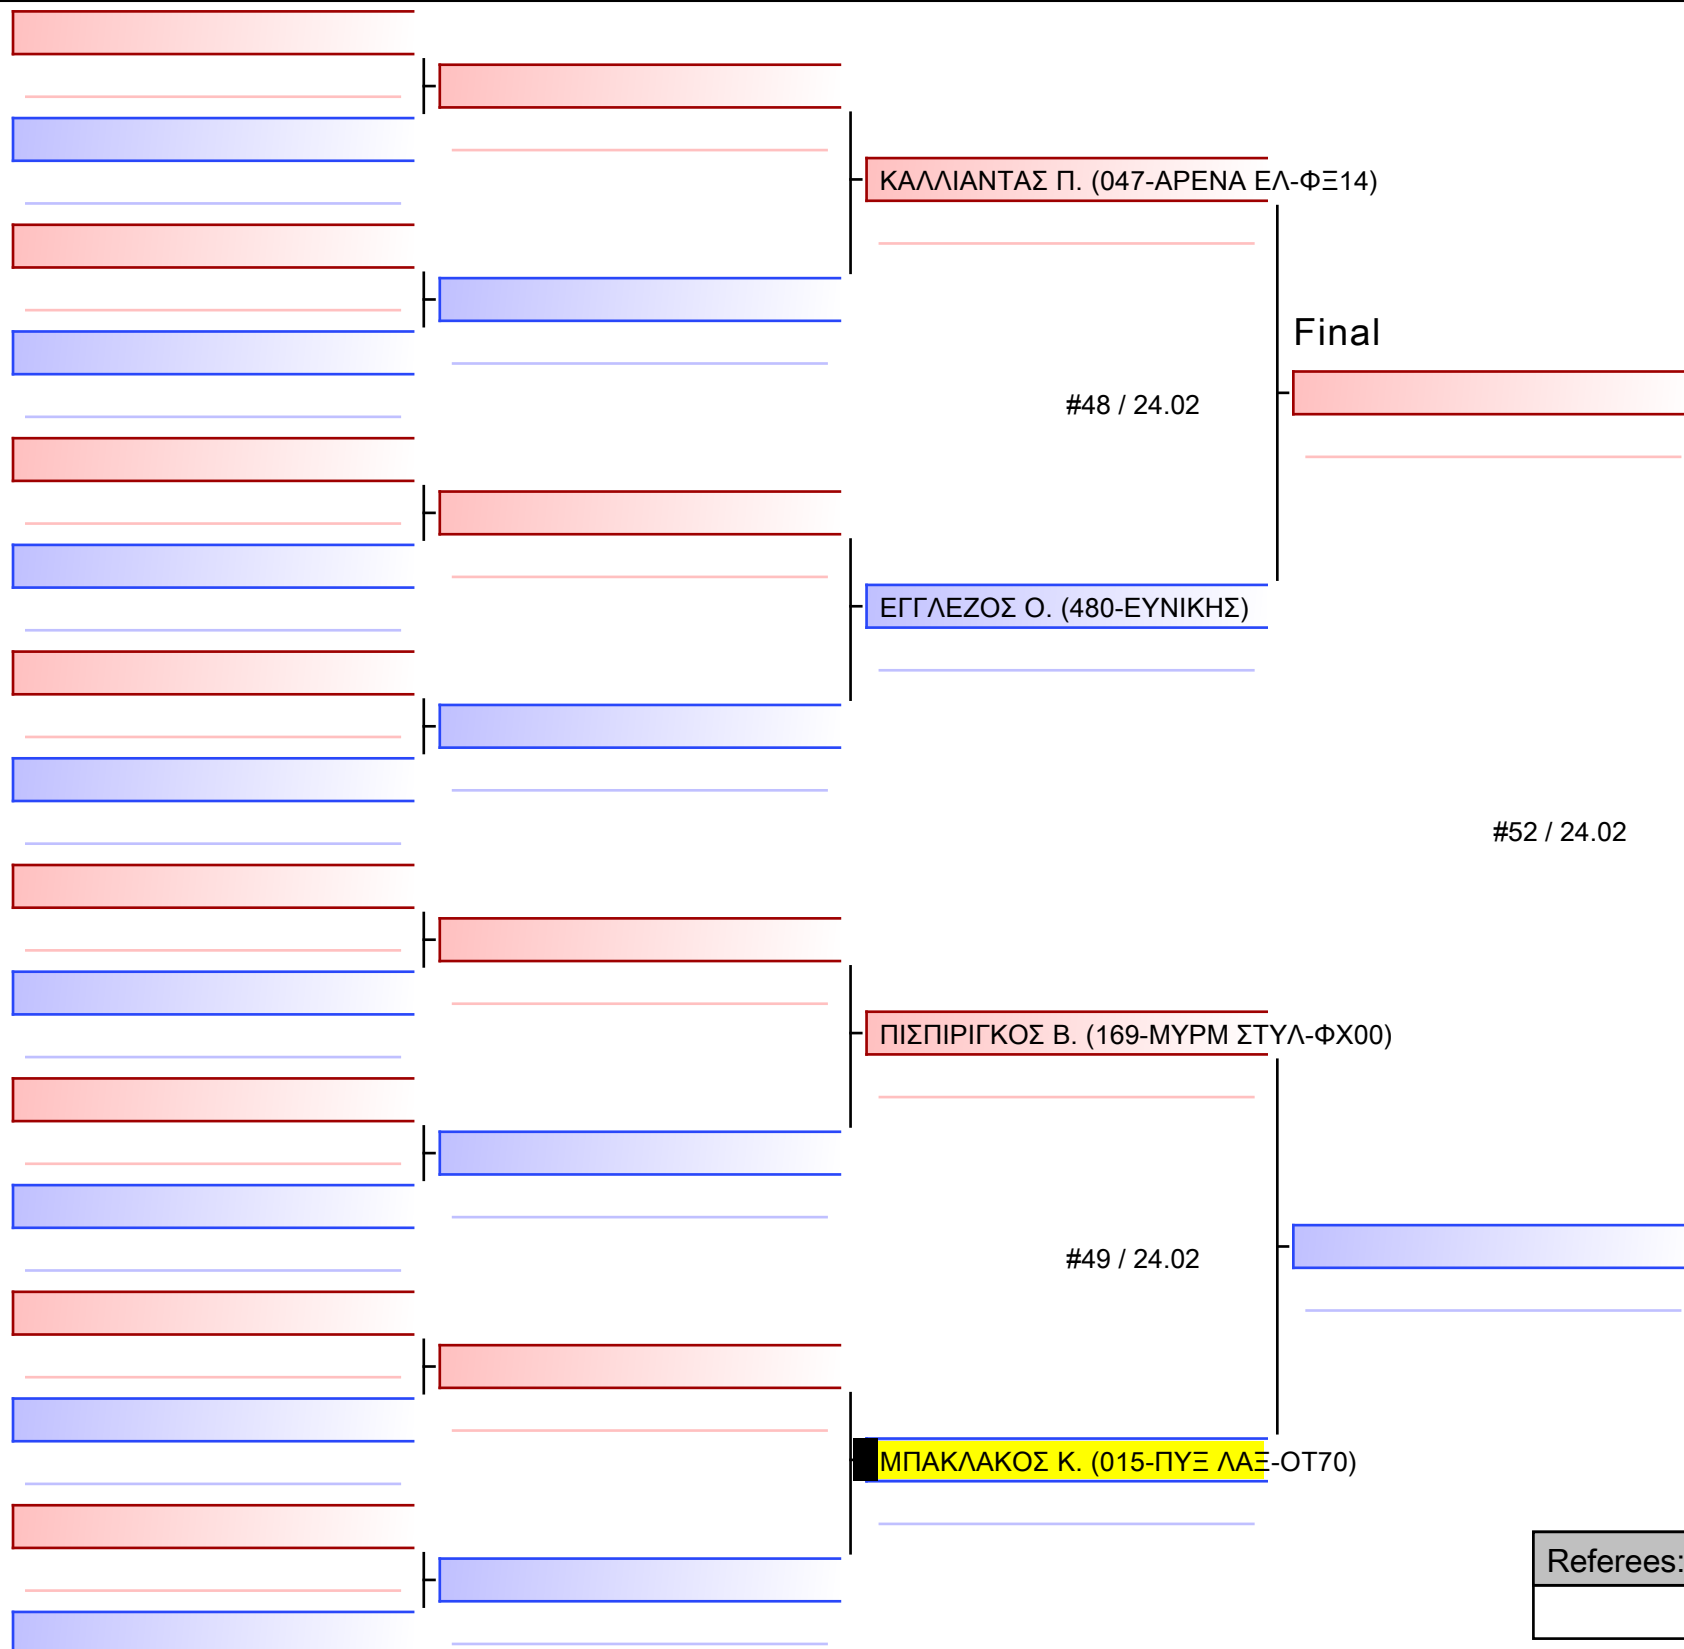 ΚΑΛΛΙΑΝΤΑΣ Π. (047-ΑΡΕΝΑ ΕΛ-ΦΞ14)
Final
#48 / 24.02
ΕΓΓΛΕΖΟΣ Ο. (480-ΕΥΝΙΚΗΣ)
#52 / 24.02
ΠΙΣΠΙΡΙΓΚΟΣ Β. (169-ΜΥΡΜ ΣΤΥΛ-ΦΧ00)
#49 / 24.02
ΜΠΑΚΛΑΚΟΣ Κ. (015-ΠΥΞ ΛΑΞ-ΟΤ70)
Referees: